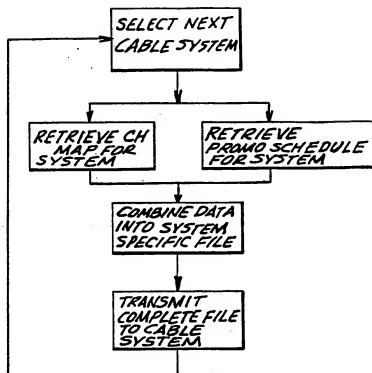 SELECT NEXT
CABLE SYSTEM
RETRIEVE CH
MAP FOR
SYSTEM
RETRIEVE
PROMO SCHEDULE
FOR SYSTEM
COMBINE DATA
INTO SYSTEM
SPECIFIC FILE
TRANSMIT
COMPLETE FILE
TO CABLE
SYSTEM